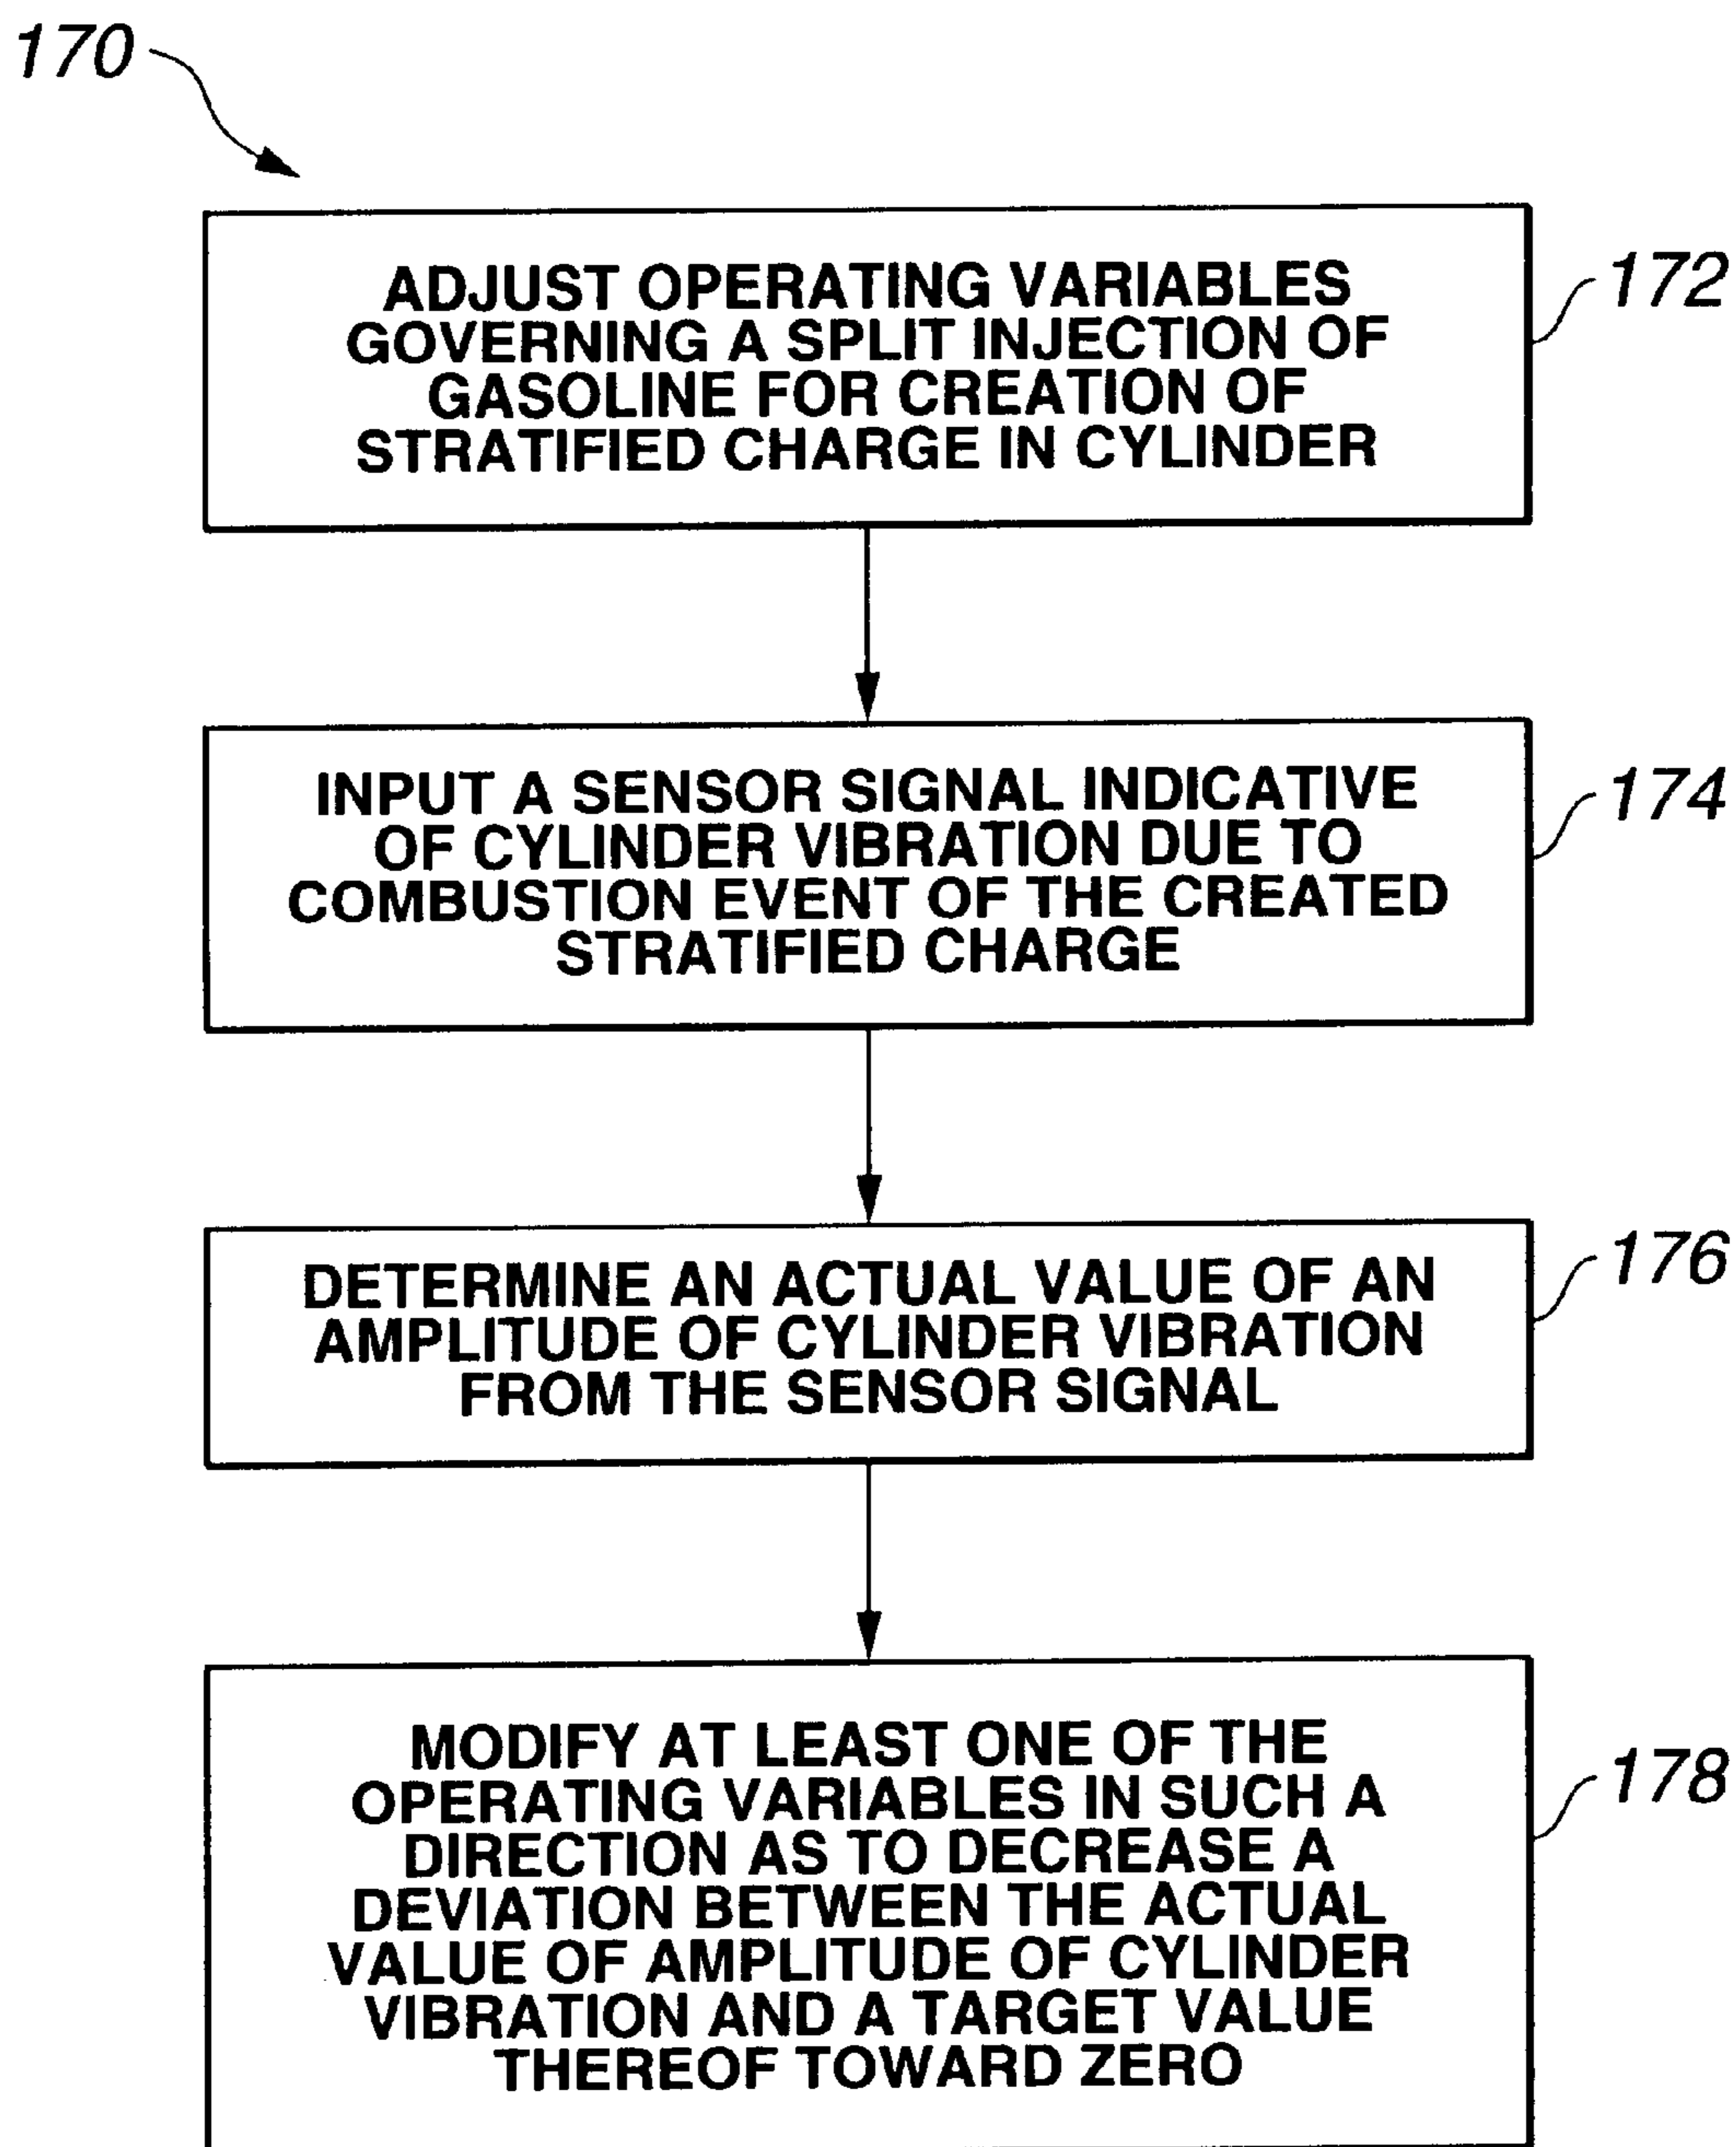 170
ADJUST OPERATING VARIABLES
GOVERNING A SPLIT INJECTION OF
GASOLINE FOR CREATION OF
STRATIFIED CHARGE IN CYLINDER
172
INPUT A SENSOR SIGNAL INDICATIVE
OF CYLINDER VIBRATION DUE TO
COMBUSTION EVENT OF THE CREATED
STRATIFIED CHARGE
174
DETERMINE AN ACTUAL VALUE OF AN
AMPLITUDE OF CYLINDER VIBRATION
FROM THE SENSOR SIGNAL
176
MODIFY AT LEAST ONE OF THE
OPERATING VARIABLES IN SUCH A
DIRECTION AS TO DECREASE A
DEVIATION BETWEEN THE ACTUAL
VALUE OF AMPLITUDE OF CYLINDER
VIBRATION AND A TARGET VALUE
THEREOF TOWARD ZERO
178